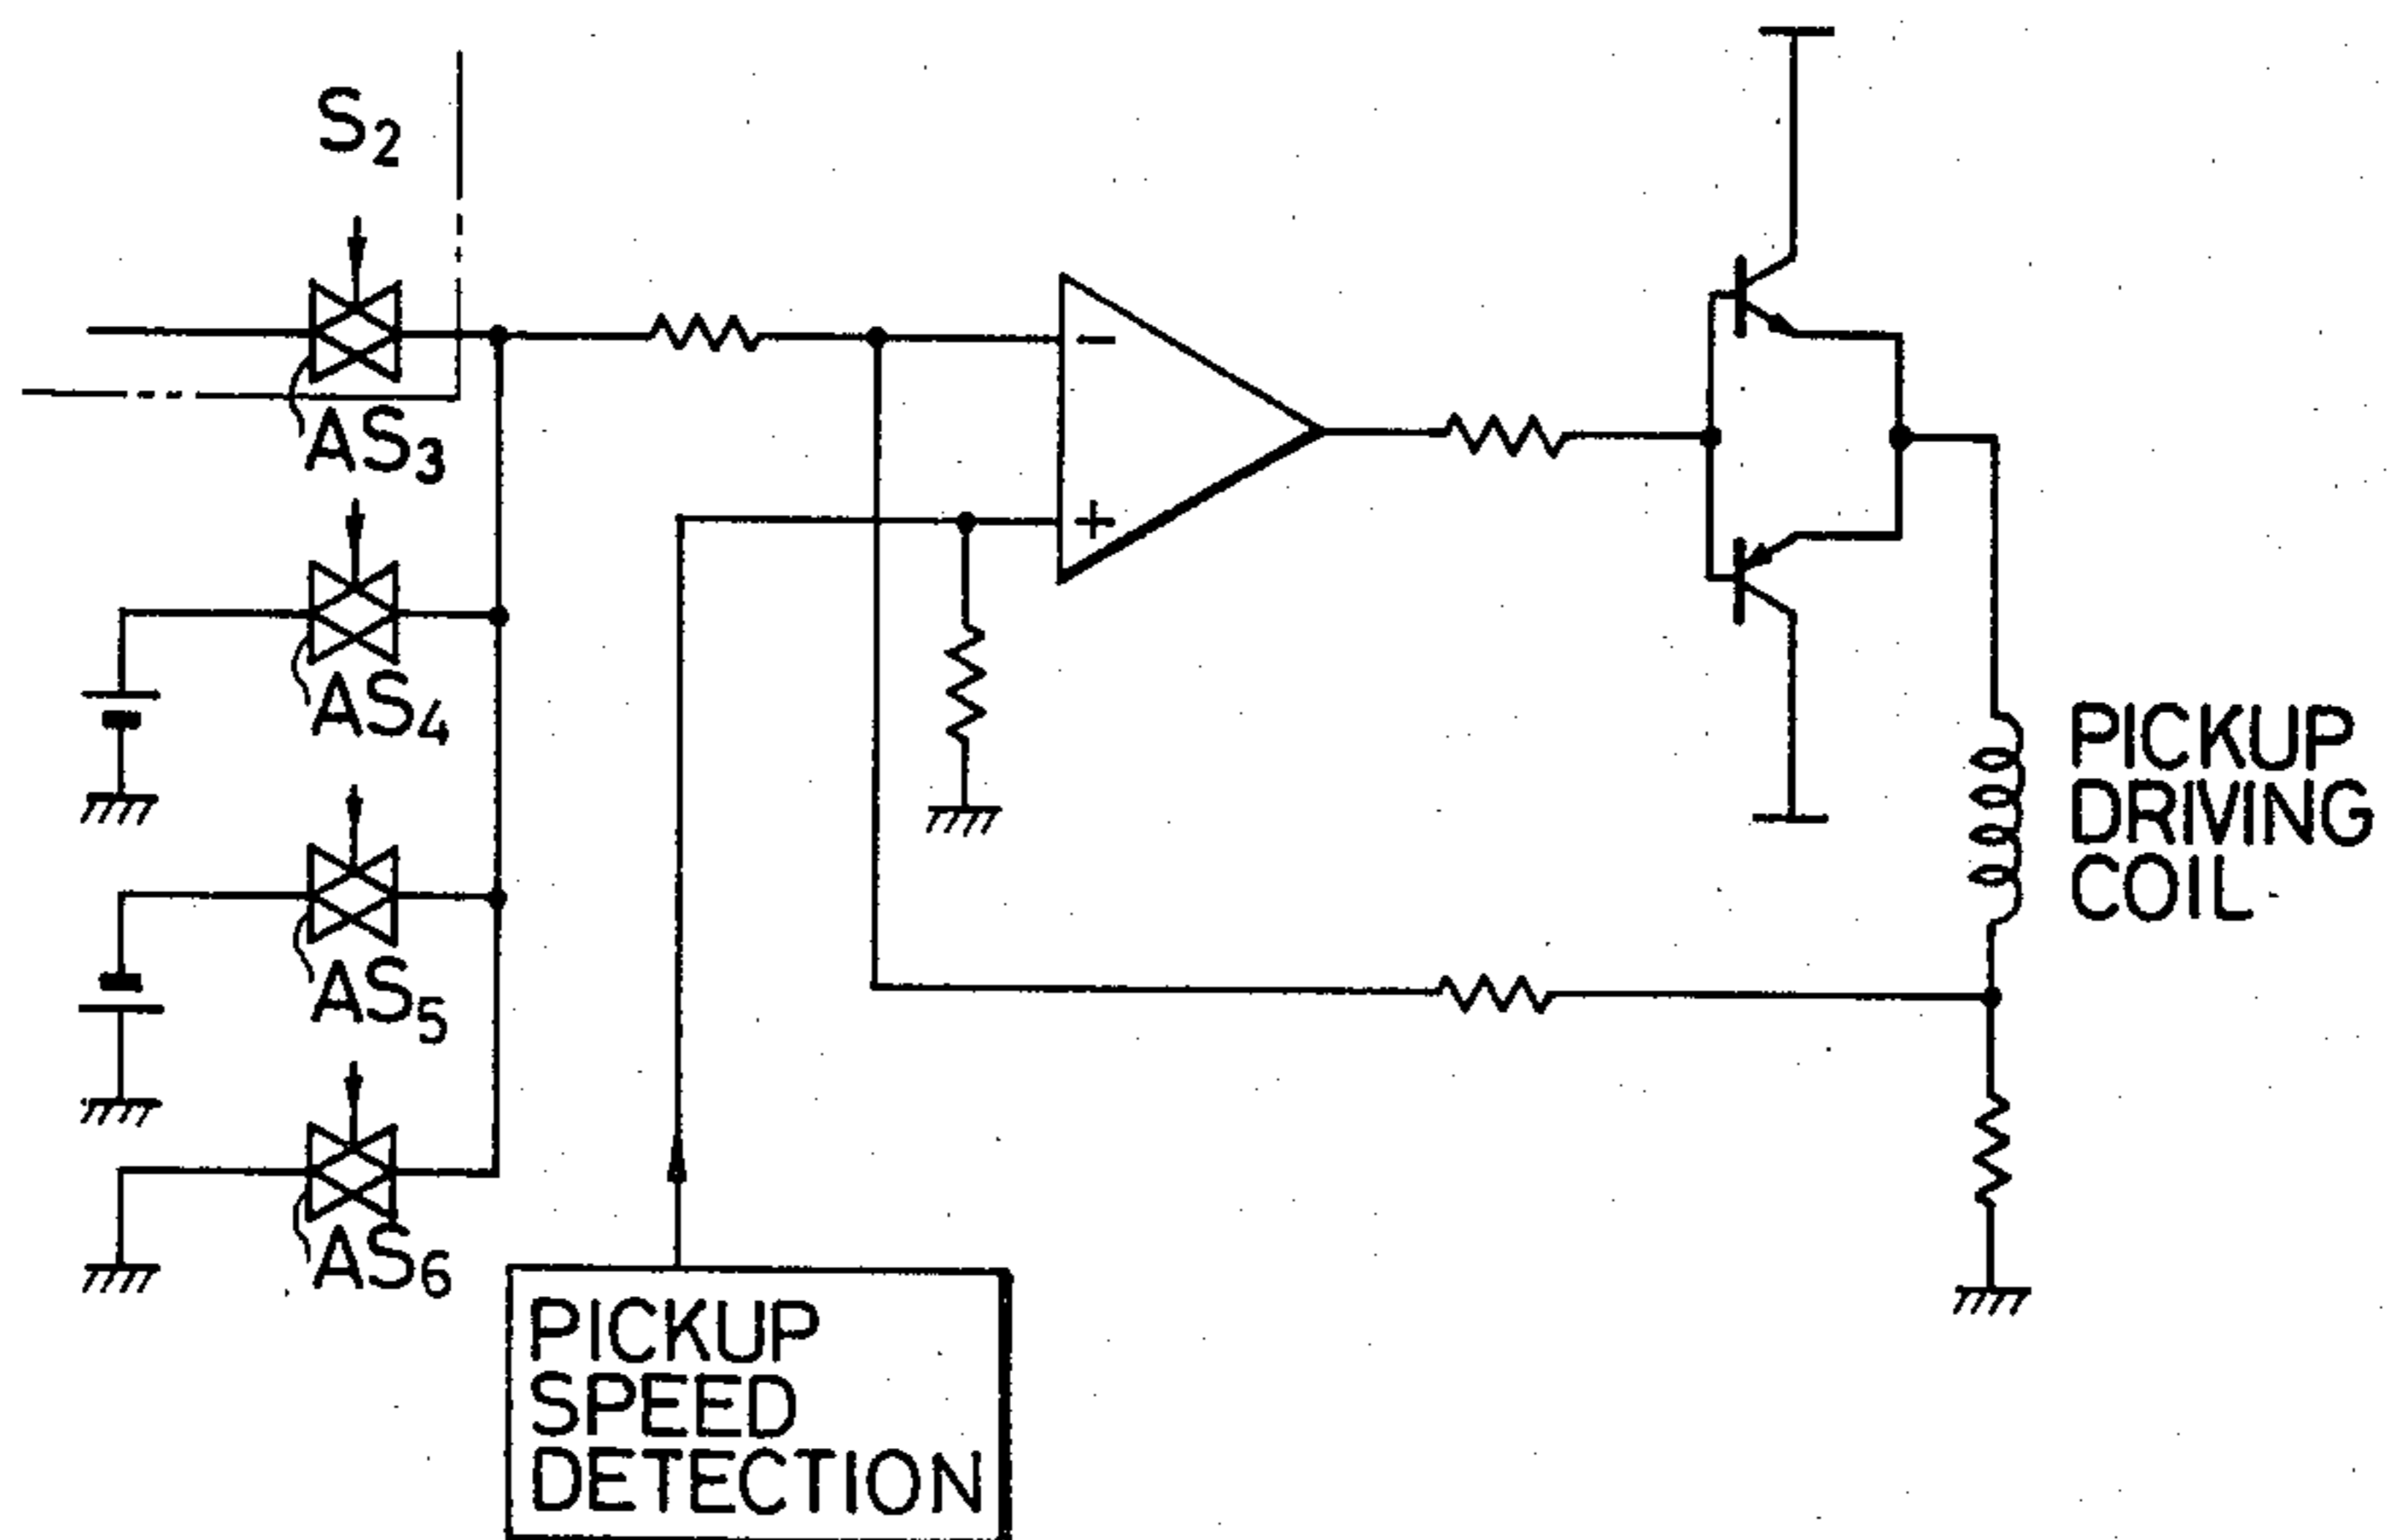 S2
AS3
AS4
AS5
AS6
−
+
PICKUP
DRIVING
COIL
PICKUP
SPEED
DETECTION